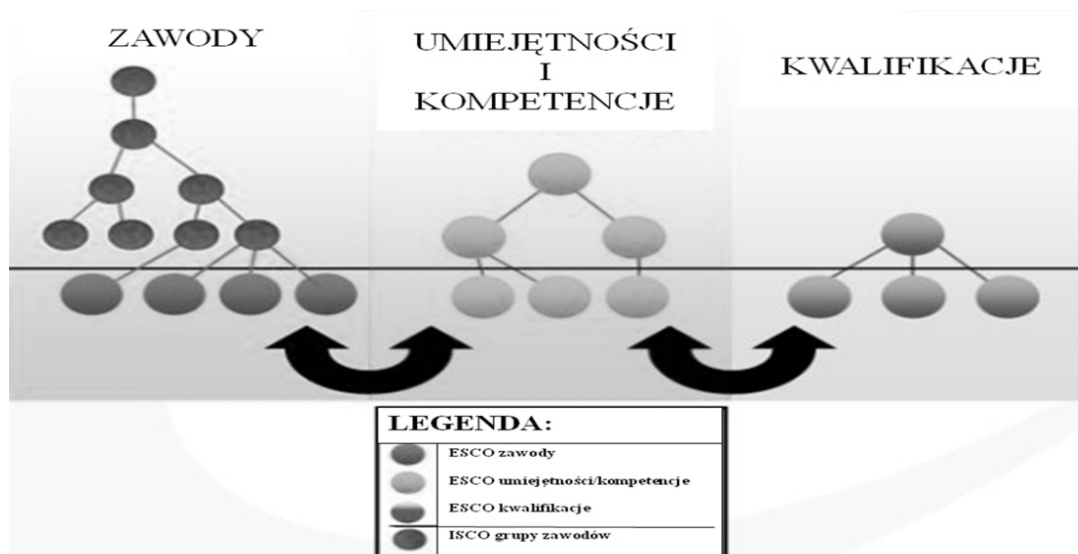 ZAWODY
UMIEJĘTNOŚCI
I
KOMPETENCJE
KWALIFIKACJE
LEGENDA:
ESCO zawody
ESCO umiejętności/kompetencje
ESCO kwalifikacje
ISCO grupy zawodów